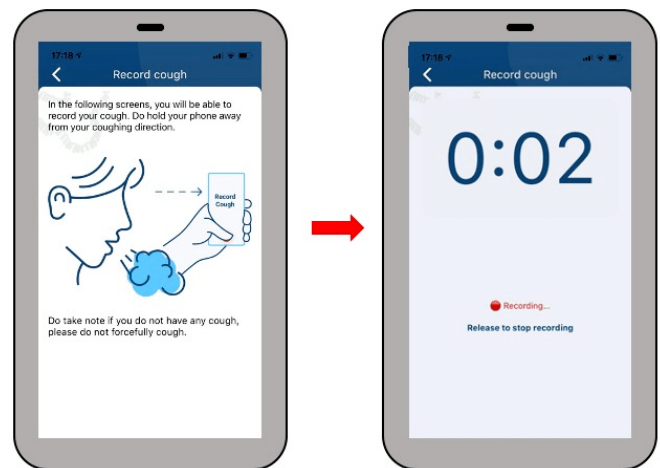 17:18
Record cough
In the following screens, you will be able to
record your cough. Do hold your phone away
from your coughing direction.
Record
Cough
Do take note if you do not have any cough,
please do not forcefully cough.
17:18
Record cough
0:02
Recording...
Release to stop recording